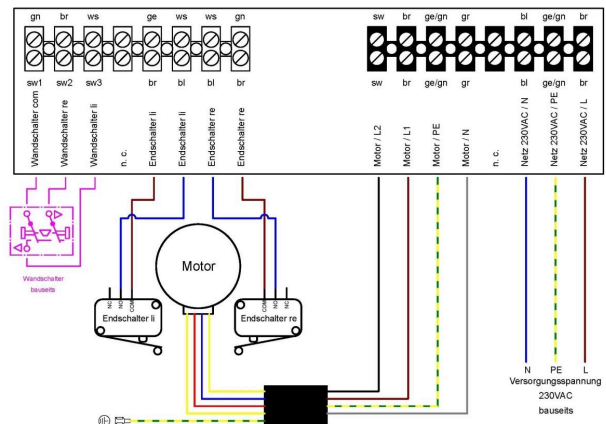 gn br ws ge ws ws gn
sw br ge/gn gr bl ge/gn br
sw1 sw2 sw3 br bl bl br
sw br ge/gn gr bl ge/gn br
Wandschalter com
Wandschalter re
Wandschalter li
n. c.
Endschalter li
Endschalter li
Endschalter re
Endschalter re
Motor / L2
Motor / L1
Motor / PE
Motor / N
n. c.
Netz 230VAC / N
Netz 230VAC / PE
Netz 230VAC / L
Wandschalter
bauseits
Motor
NC NO COM
COM NO NC
Endschalter li
Endschalter re
N PE L
Versorgungsspannung
230VAC
bauseits